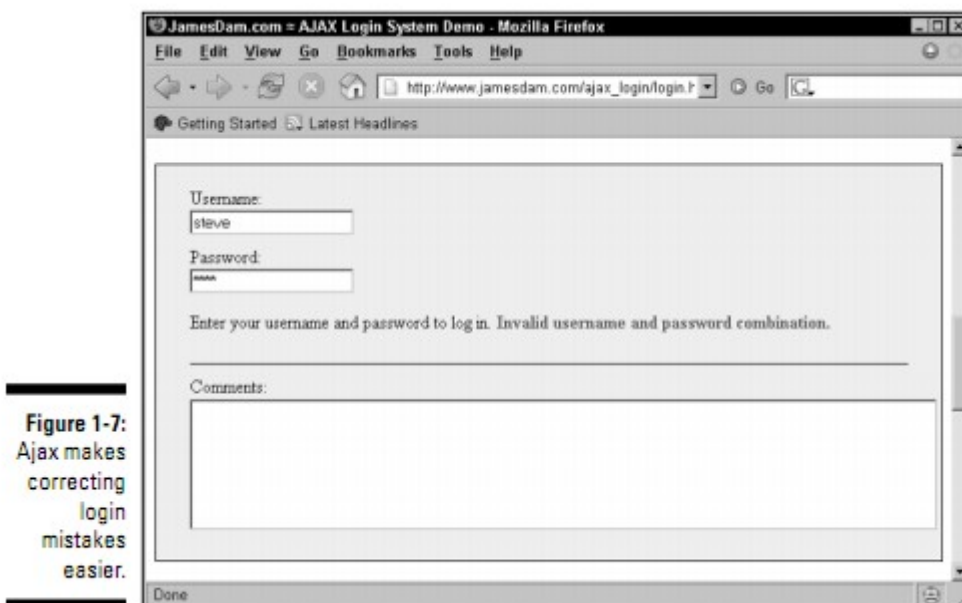 JamesDam.com = AJAX Login System Demo - Mozilla Firefox
File Edit View Go Bookmarks Tools Help
http://www.jamesdam.com/ajax_login/login.h Go
Getting Started Latest Headlines
Username:
steve
Password:
****
Enter your username and password to log in. Invalid username and password combination.
Comments:
Figure 1-7:
Ajax makes
correcting
login
mistakes
easier.
Done